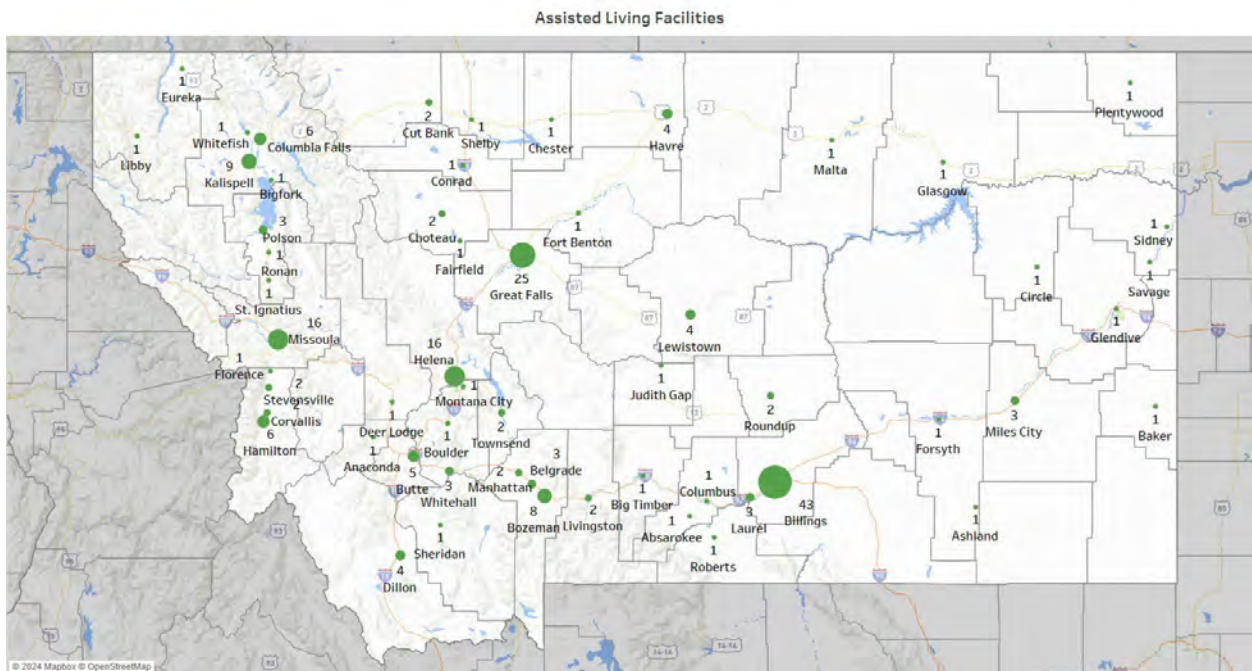 Assisted Living Facilities
1
Eureka
1
Whitefish
6
Columbia Falls
1
Libby
9
Kalispell
1
Bigfork
3
Polson
1
Ronan
1
St. Ignatius
16
Missoula
1
Florence
2
Stevensville
2
Corvallis
6
Hamilton
2
Cut Bank
1
Shelby
1
Chester
4
Havre
1
Conrad
2
Choteau
1
Fairfield
1
Fort Benton
25
Great Falls
1
Malta
1
Glasgow
1
Plentywood
1
Sidney
1
Savage
1
Circle
1
Glendive
4
Lewistown
1
Judith Gap
2
Roundup
16
Helena
1
Montana City
1
Deer Lodge
1
Boulder
2
Townsend
1
Anaconda
5
Butte
3
Whitehall
2
Manhattan
3
Belgrade
8
Bozeman
2
Livingston
1
Big Timber
1
Columbus
1
Absarokee
3
Laurel
43
Billings
1
Roberts
1
Sheridan
4
Dillon
1
Forsyth
3
Miles City
1
Baker
1
Ashland
© 2024 Mapbox © OpenStreetMap